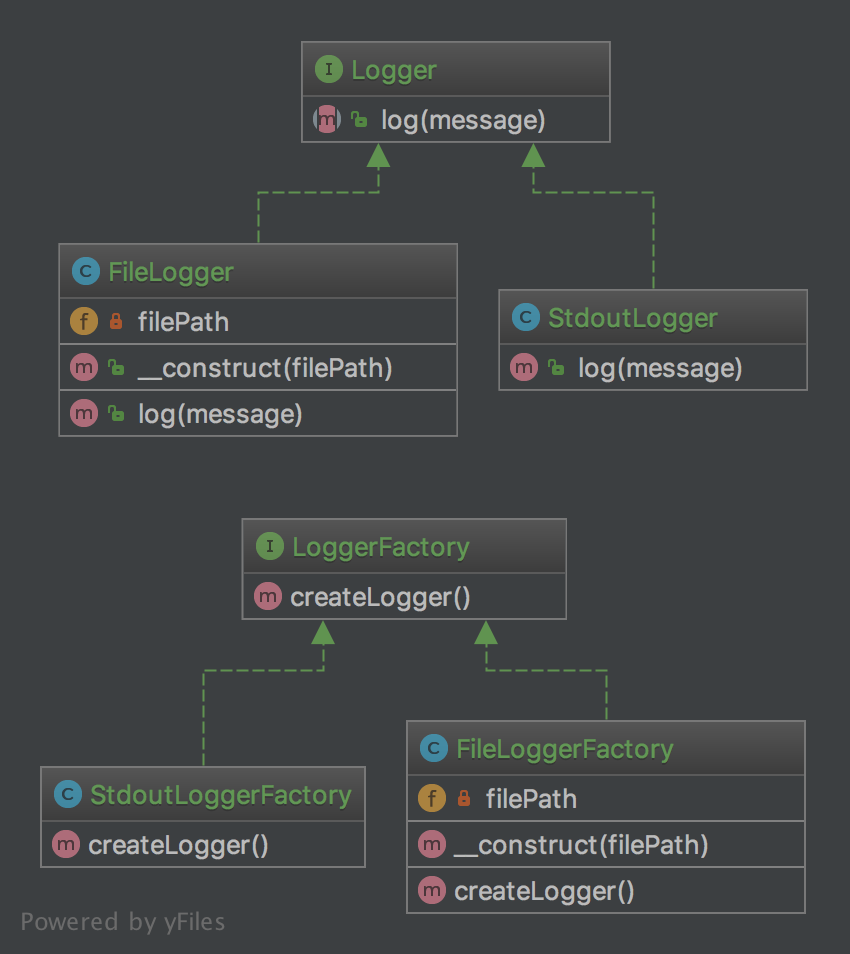 I Logger
m log(message)
C FileLogger
f filePath
m __construct(filePath)
m log(message)
C StdoutLogger
m log(message)
I LoggerFactory
m createLogger()
C StdoutLoggerFactory
m createLogger()
C FileLoggerFactory
f filePath
m __construct(filePath)
m createLogger()
Powered by yFiles